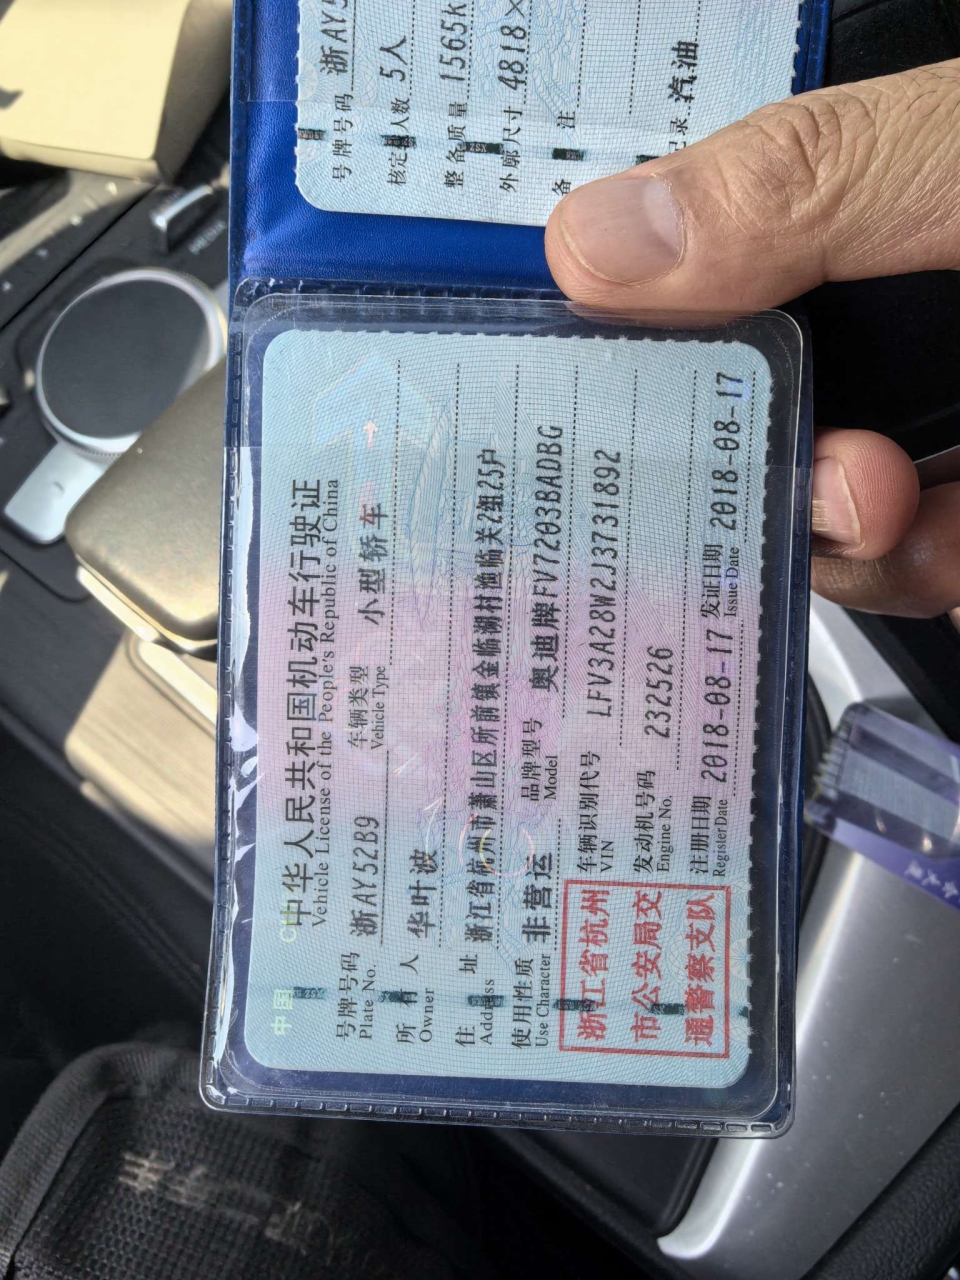 中华人民共和国机动车行驶证
Vehicle License of the People's Republic of China
号牌号码 浙AY52B9 车辆类型 小型轿车
Plate No. Vehicle Type
所有人 华叶波
Owner
住址 浙江省杭州市萧山区所前镇金临湖村渔临关2组25户
Address
使用性质 非营运 品牌型号 奥迪牌FV7203BADBG
Use Character Model
浙江省杭州
市公安局交
通警察支队
车辆识别代号 LFV3A28W2J3731892
VIN
发动机号码 232526
Engine No.
注册日期 2018-08-17 发证日期 2018-08-17
Register Date Issue Date
中国
号牌号码 浙AY5
核定人数 5人
整备质量 1565k
外廓尺寸 4818×
备注
记录 汽油